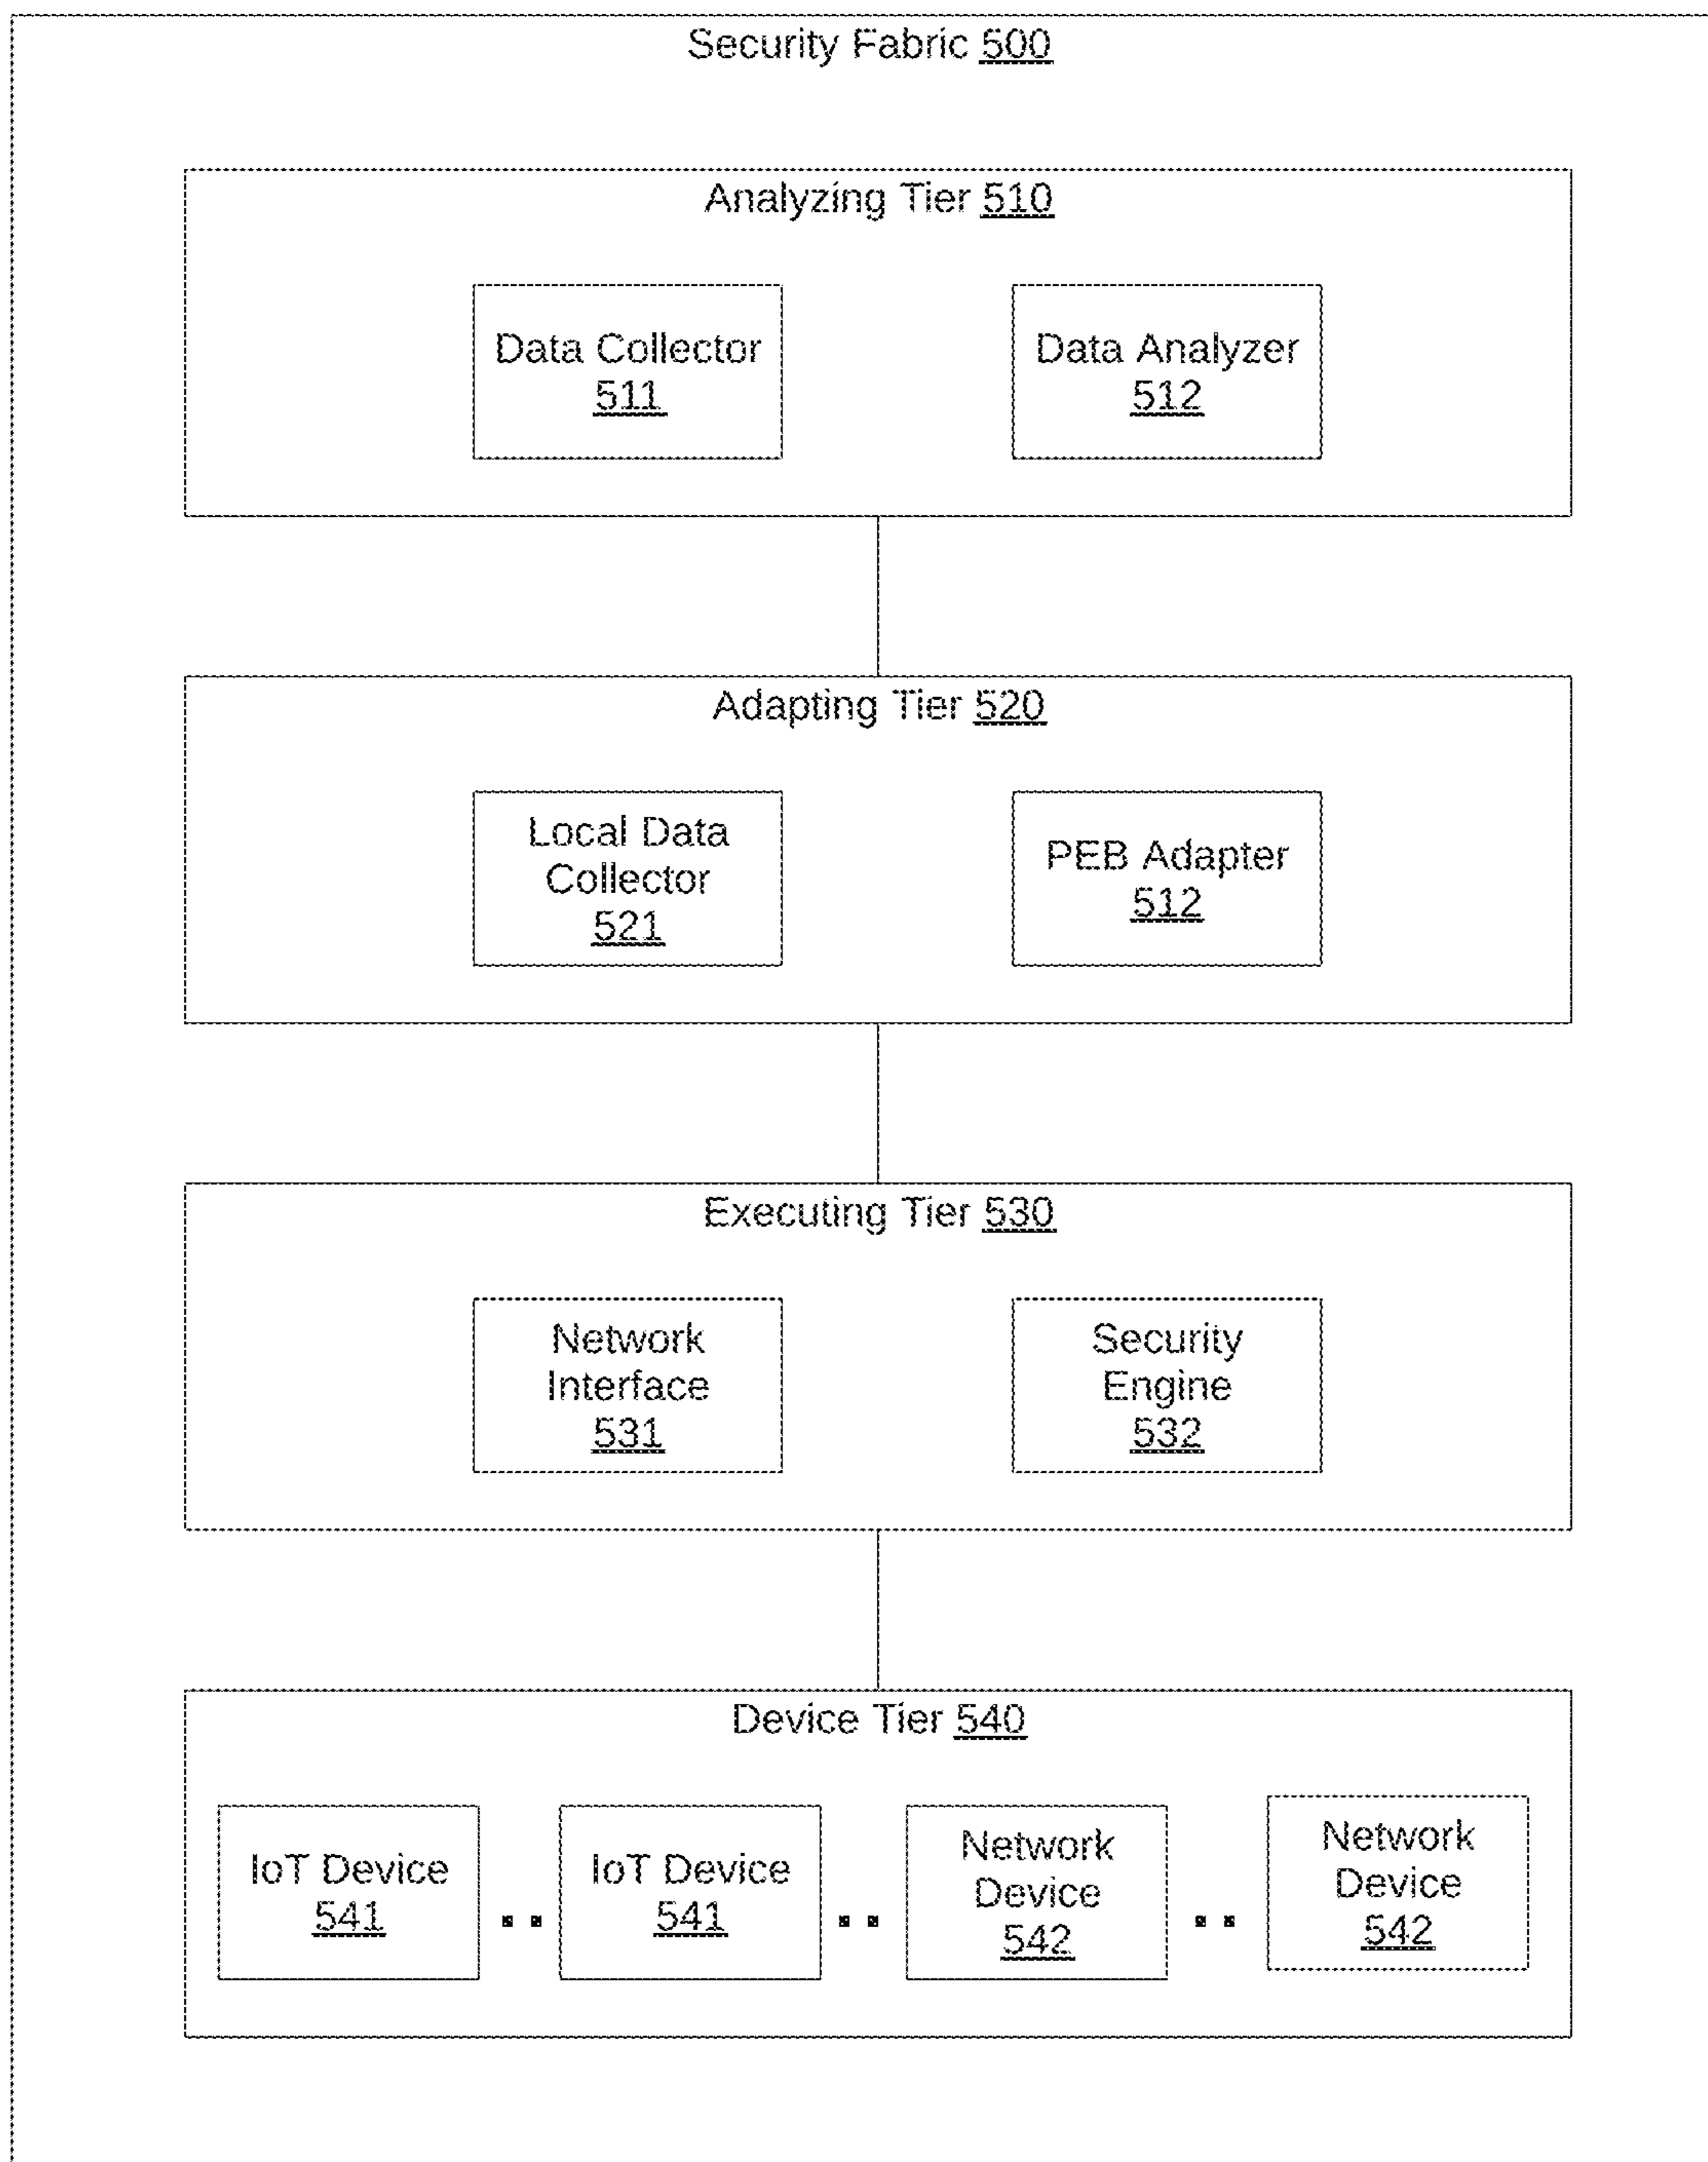 Security Fabric 500
Analyzing Tier 510
Data Collector
511
Data Analyzer
512
Adapting Tier 520
Local Data
Collector
521
PEB Adapter
512
Executing Tier 530
Network
Interface
531
Security
Engine
532
Device Tier 540
IoT Device
541
IoT Device
541
Network
Device
542
Network
Device
542